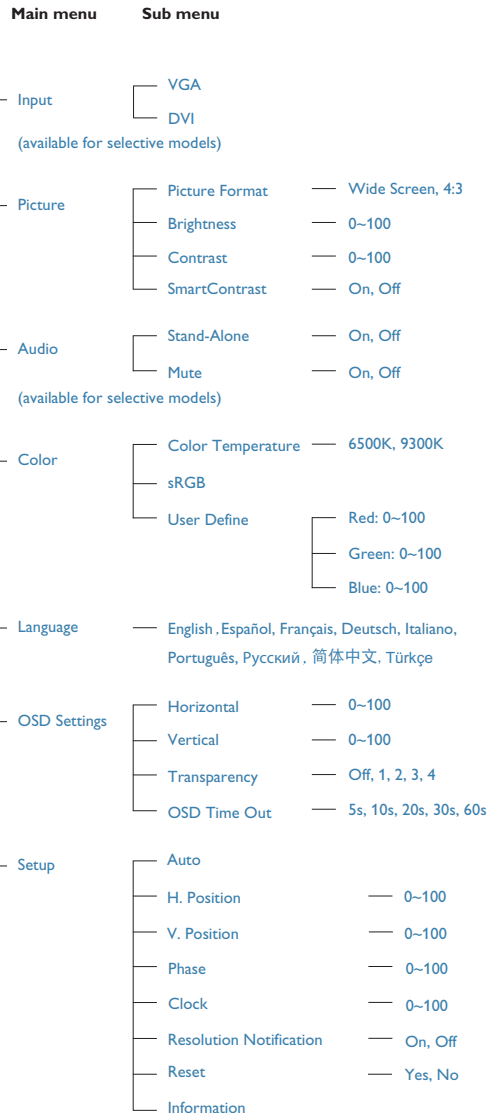 Main menu Sub menu
VGA
Input
DVI
(available for selective models)
Picture Format Wide Screen, 4:3
Picture
Brightness 0~100
Contrast 0~100
SmartContrast On, Off
Stand-Alone On, Off
Audio
Mute On, Off
(available for selective models)
Color Temperature 6500K, 9300K
Color
sRGB
User Define Red: 0~100
Green: 0~100
Blue: 0~100
Language English , Español, Français, Deutsch, Italiano,
Português, Русский , 简体中文, Türkçe
Horizontal 0~100
OSD Settings
Vertical 0~100
Transparency Off, 1, 2, 3, 4
OSD Time Out 5s, 10s, 20s, 30s, 60s
Auto
Setup
H. Position 0~100
V. Position 0~100
Phase 0~100
Clock 0~100
Resolution Notification On, Off
Reset Yes, No
Information